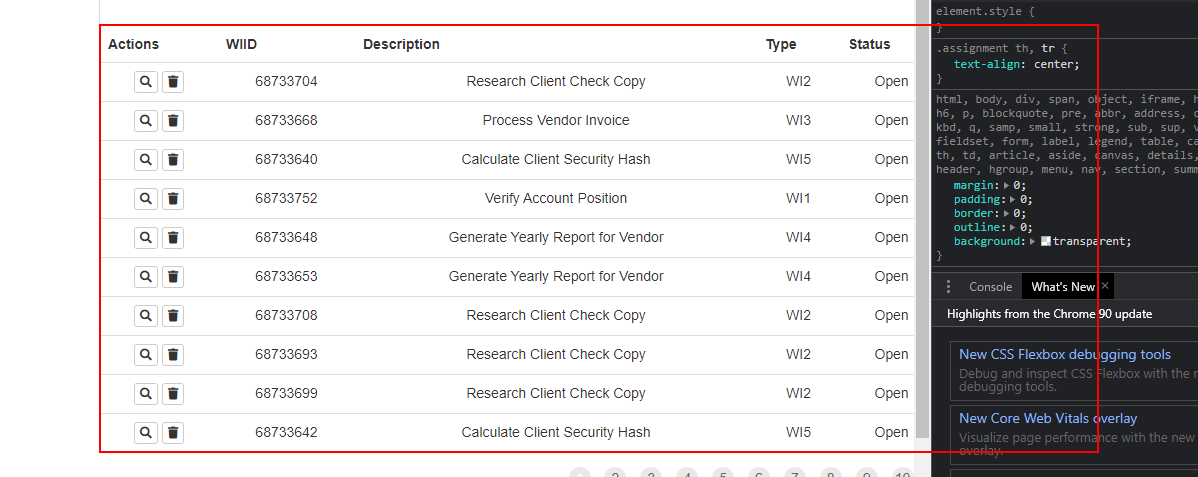 Actions WIID Description Type Status
68733704 Research Client Check Copy WI2 Open
68733668 Process Vendor Invoice WI3 Open
68733640 Calculate Client Security Hash WI5 Open
68733752 Verify Account Position WI1 Open
68733648 Generate Yearly Report for Vendor WI4 Open
68733653 Generate Yearly Report for Vendor WI4 Open
68733708 Research Client Check Copy WI2 Open
68733693 Research Client Check Copy WI2 Open
68733699 Research Client Check Copy WI2 Open
68733642 Calculate Client Security Hash WI5 Open
1 2 3 4 5 6 7 8 9 10
element.style {
}
.assignment th, tr {
text-align: center;
}
html, body, div, span, object, iframe, h
h6, p, blockquote, pre, abbr, address,
kbd, q, samp, small, strong, sub, sup,
fieldset, form, label, legend, table, ca
th, td, article, aside, canvas, details,
header, hgroup, menu, nav, section, summ
margin: 0;
padding: 0;
border: 0;
outline: 0;
background: transparent;
}
Console What's New ×
Highlights from the Chrome 90 update
New CSS Flexbox debugging tools
Debug and inspect CSS Flexbox with the
debugging tools.
New Core Web Vitals overlay
Visualize page performance with the new
overlay.